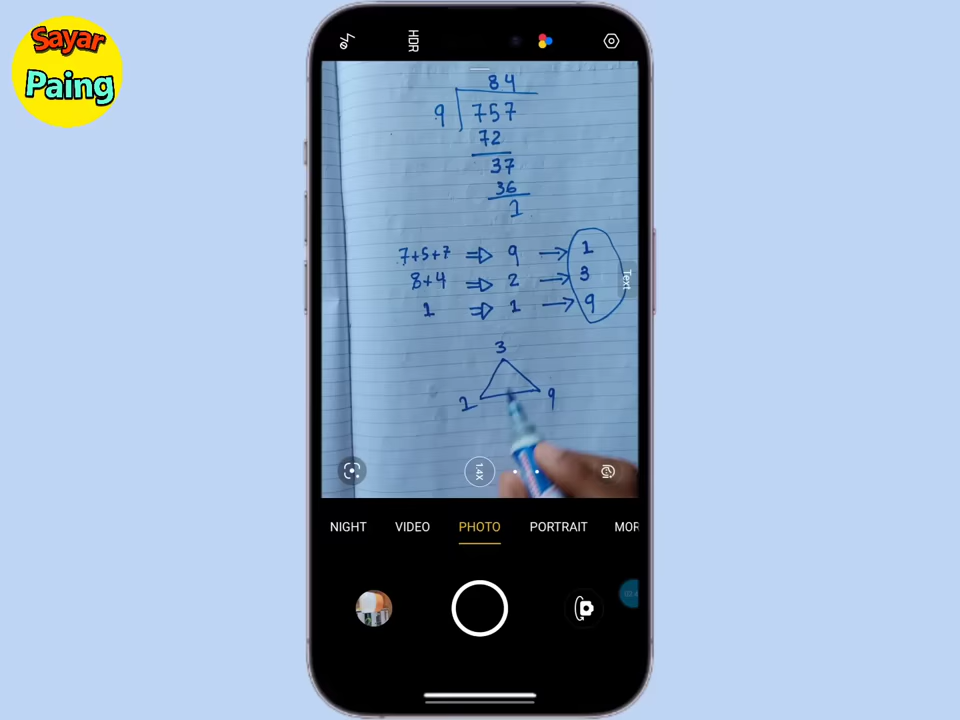 Sayar
Paing
HDR
84
9 757
72
37
36
1
7+5+7 ⇒ 9 → 1
8+4 ⇒ 2 → 3
1 ⇒ 1 → 9
Text
3
1 9
1.4X
NIGHT VIDEO PHOTO PORTRAIT MOR